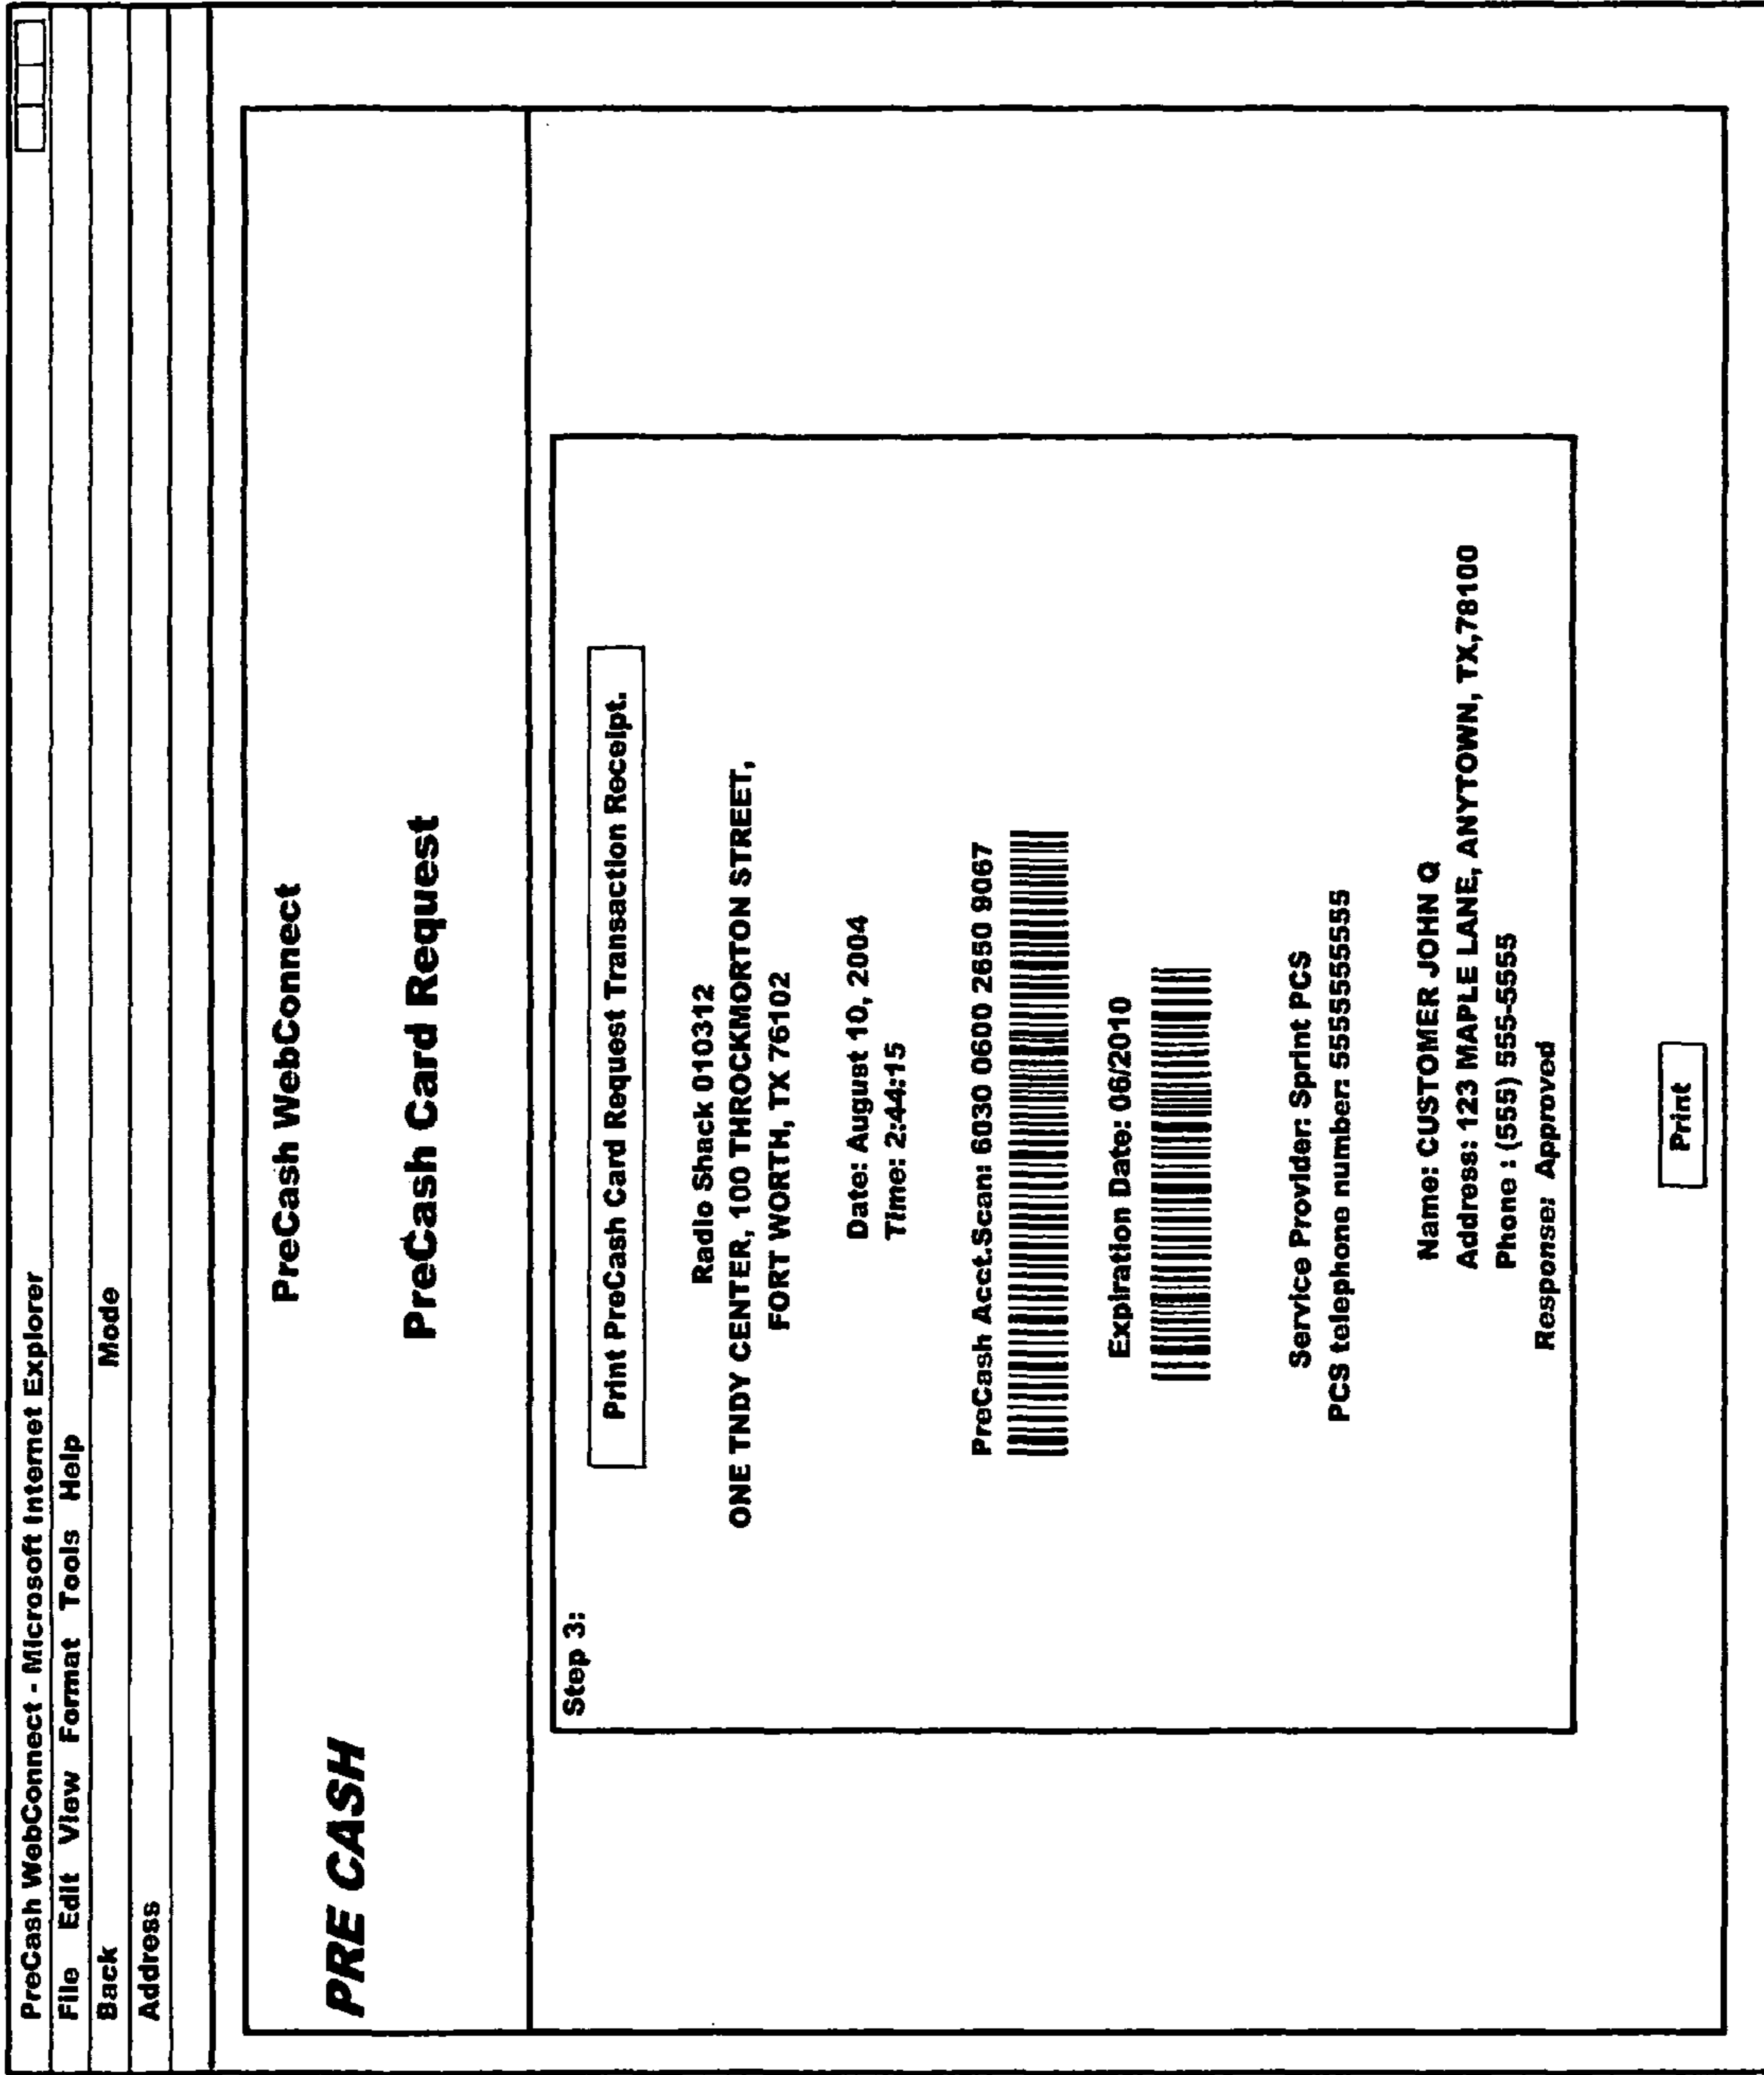 PreCash WebConnect - Microsoft Internet Explorer
File Edit View Format Tools Help
Back Mode
Address
PreCash WebConnect
PRE CASH
PreCash Card Request
Step 3:
Print PreCash Card Request Transaction Receipt.
Radio Shack 010312
ONE TNDY CENTER, 100 THROCKMORTON STREET,
FORT WORTH, TX 76102
Date: August 10, 2004
Time: 2:44:15
PreCash Acct.Scan: 6030 0600 2650 9067
Expiration Date: 06/2010
Service Provider: Sprint PCS
PCS telephone number: 5555555555
Name: CUSTOMER JOHN Q
Address: 123 MAPLE LANE, ANYTOWN, TX,78100
Phone : (555) 555-5555
Response: Approved
Print